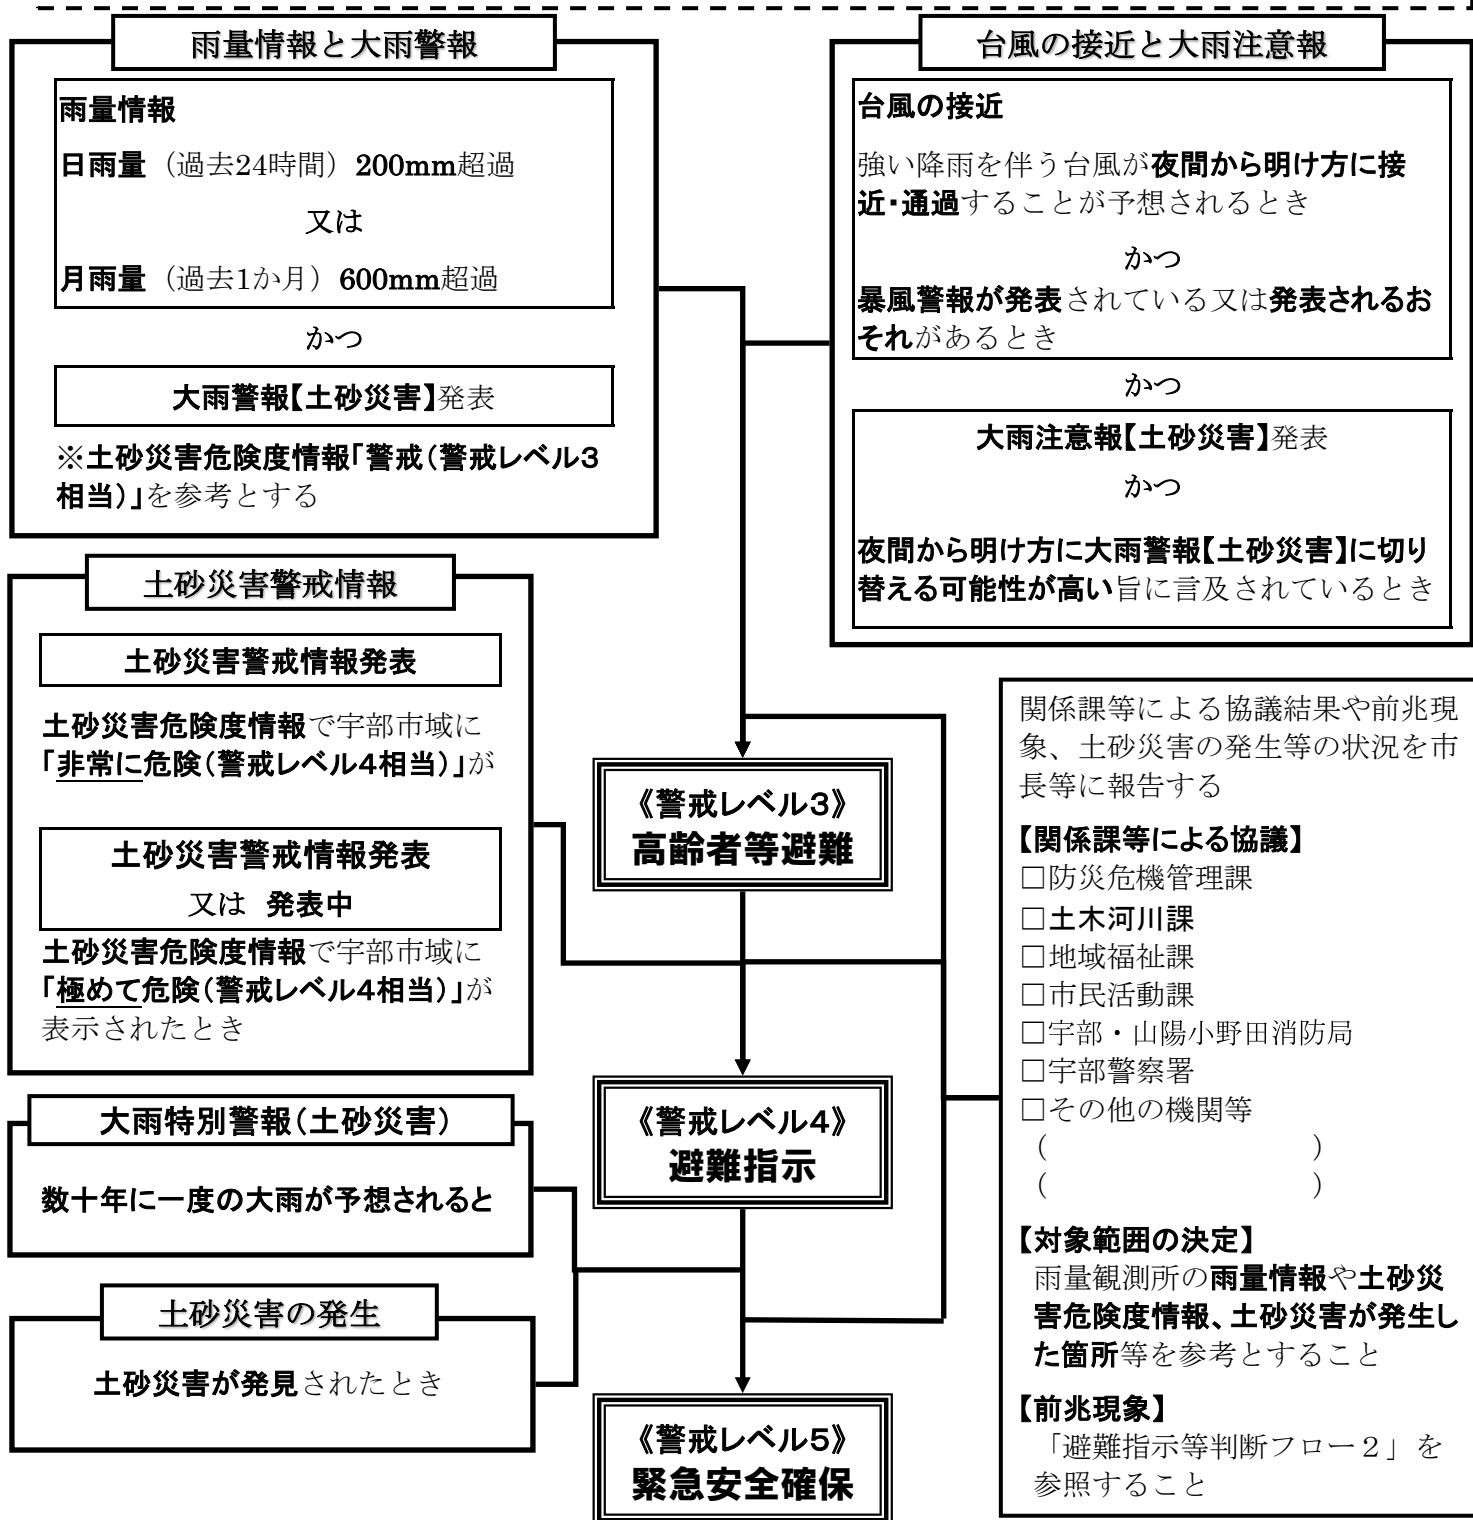 雨量情報と大雨警報
雨量情報
日雨量（過去24時間）200mm超過
又は
月雨量（過去1か月）600mm超過
かつ
大雨警報【土砂災害】発表
※土砂災害危険度情報「警戒（警戒レベル3
相当）」を参考とする
台風の接近と大雨注意報
台風の接近
強い降雨を伴う台風が夜間から明け方に接
近・通過することが予想されるとき
かつ
暴風警報が発表されている又は発表されるお
それがあるとき
かつ
大雨注意報【土砂災害】発表
かつ
夜間から明け方に大雨警報【土砂災害】に切り
替える可能性が高い旨に言及されているとき
土砂災害警戒情報
土砂災害警戒情報発表
土砂災害危険度情報で宇部市域に
「非常に危険（警戒レベル4相当）」が
土砂災害警戒情報発表
又は 発表中
土砂災害危険度情報で宇部市域に
「極めて危険（警戒レベル4相当）」が
表示されたとき
大雨特別警報（土砂災害）
数十年に一度の大雨が予想されると
土砂災害の発生
土砂災害が発見されたとき
《警戒レベル3》
高齢者等避難
《警戒レベル4》
避難指示
《警戒レベル5》
緊急安全確保
関係課等による協議結果や前兆現
象、土砂災害の発生等の状況を市
長等に報告する
【関係課等による協議】
□防災危機管理課
□土木河川課
□地域福祉課
□市民活動課
□宇部・山陽小野田消防局
□宇部警察署
□その他の機関等
（　　　　　　　　　）
（　　　　　　　　　）
【対象範囲の決定】
雨量観測所の雨量情報や土砂災
害危険度情報、土砂災害が発生し
た箇所等を参考とすること
【前兆現象】
「避難指示等判断フロー２」を
参照すること